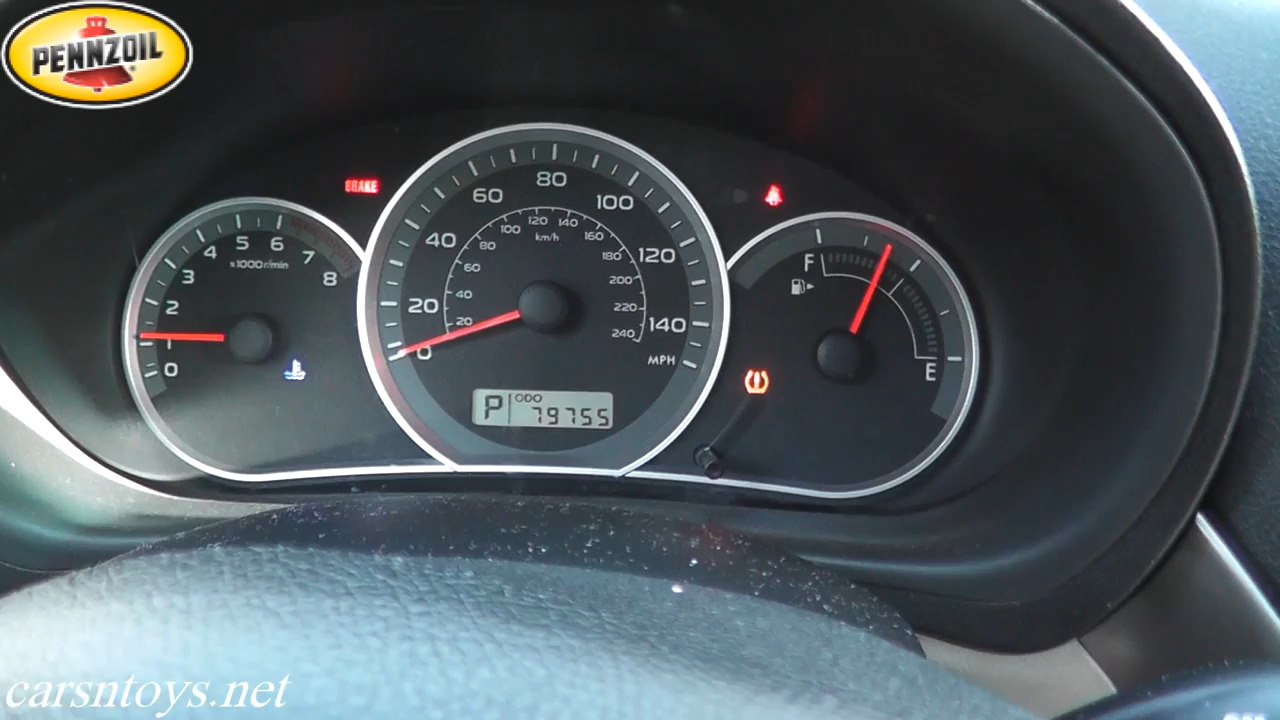 PENNZOIL
BRAKE
0 1 2 3 4 5 6 7 8
x1000r/min
0 20 40 60 80 100 120 140
MPH
20 40 60 80 100 120 140 160 180 200 220 240
km/h
P ODO 79755
F
E
carsntoys.net